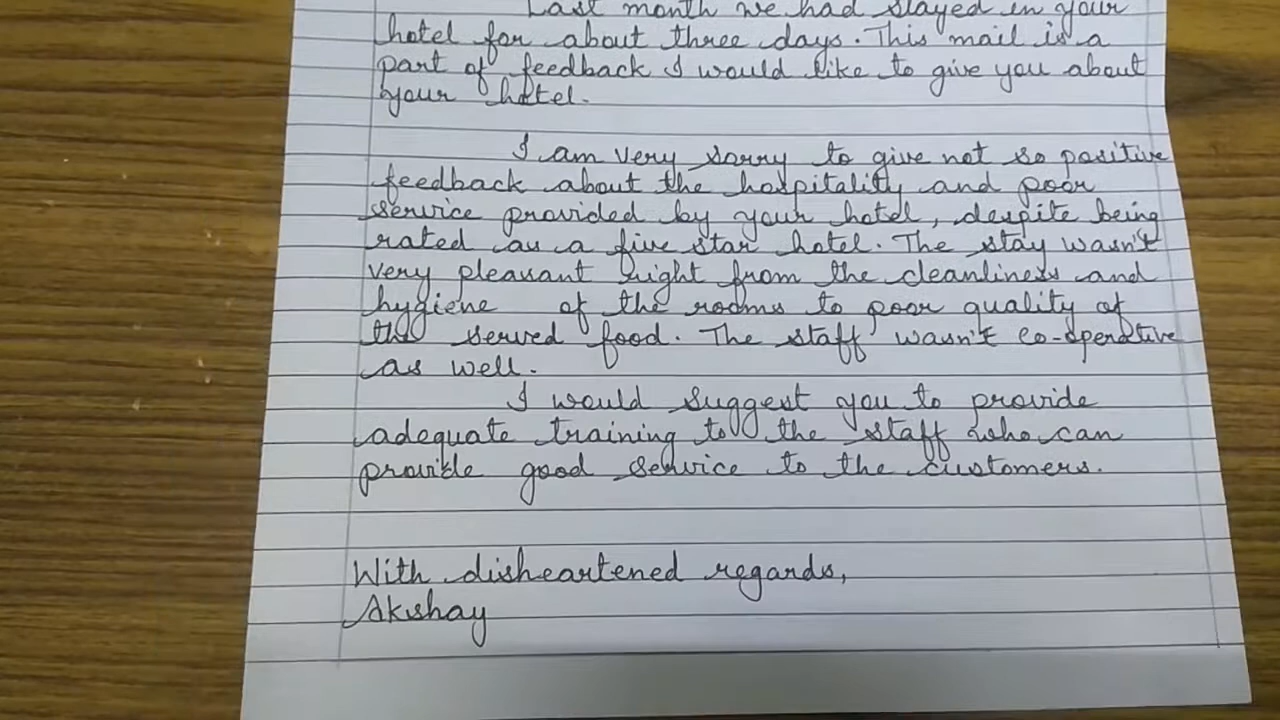 Last month we had stayed in your
hotel for about three days. This mail is a
part of feedback I would like to give you about
your hotel.
I am very sorry to give not so positive
feedback about the hospitality and poor
service provided by your hotel, despite being
rated as a five star hotel. The stay wasn't
very pleasant right from the cleanliness and
hygiene of the rooms to poor quality of
the served food. The staff wasn't co-operative
as well.
I would suggest you to provide
adequate training to the staff who can
provide good service to the customers.
With disheartened regards,
Akshay